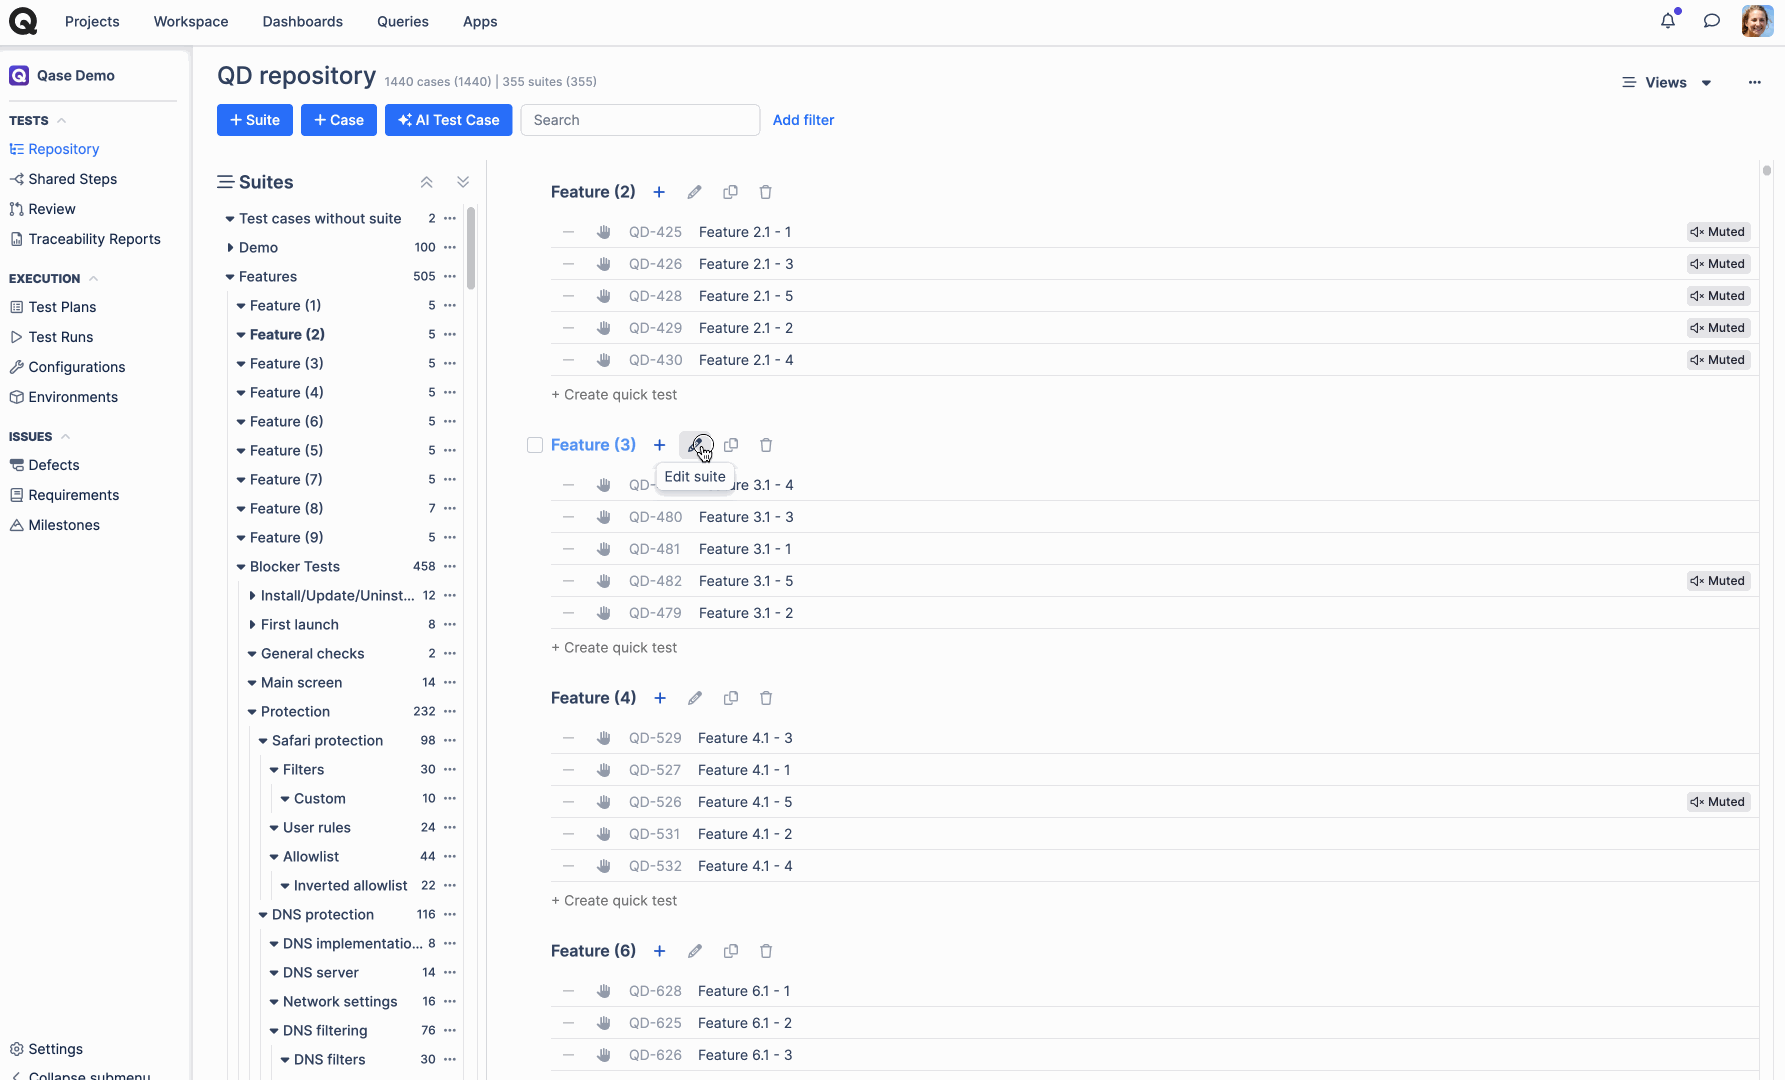 Projects Workspace Dashboards Queries Apps
Qase Demo
TESTS
Repository
Shared Steps
Review
Traceability Reports
EXECUTION
Test Plans
Test Runs
Configurations
Environments
ISSUES
Defects
Requirements
Milestones
Settings
Collapse submenu
QD repository 1440 cases (1440) | 355 suites (355)
Views
+ Suite
+ Case
AI Test Case
Search
Add filter
Suites
Test cases without suite 2
Demo 100
Features 505
Feature (1) 5
Feature (2) 5
Feature (3) 5
Feature (4) 5
Feature (6) 5
Feature (5) 5
Feature (7) 5
Feature (8) 7
Feature (9) 5
Blocker Tests 458
Install/Update/Uninst... 12
First launch 8
General checks 2
Main screen 14
Protection 232
Safari protection 98
Filters 30
Custom 10
User rules 24
Allowlist 44
Inverted allowlist 22
DNS protection 116
DNS implementatio... 8
DNS server 14
Network settings 16
DNS filtering 76
DNS filters 30
Feature (2)
QD-425 Feature 2.1 - 1 Muted
QD-426 Feature 2.1 - 3 Muted
QD-428 Feature 2.1 - 5 Muted
QD-429 Feature 2.1 - 2 Muted
QD-430 Feature 2.1 - 4 Muted
+ Create quick test
Feature (3)
Edit suite
QD- re 3.1 - 4
QD-480 Feature 3.1 - 3
QD-481 Feature 3.1 - 1
QD-482 Feature 3.1 - 5 Muted
QD-479 Feature 3.1 - 2
+ Create quick test
Feature (4)
QD-529 Feature 4.1 - 3
QD-527 Feature 4.1 - 1
QD-526 Feature 4.1 - 5 Muted
QD-531 Feature 4.1 - 2
QD-532 Feature 4.1 - 4
+ Create quick test
Feature (6)
QD-628 Feature 6.1 - 1
QD-625 Feature 6.1 - 2
QD-626 Feature 6.1 - 3